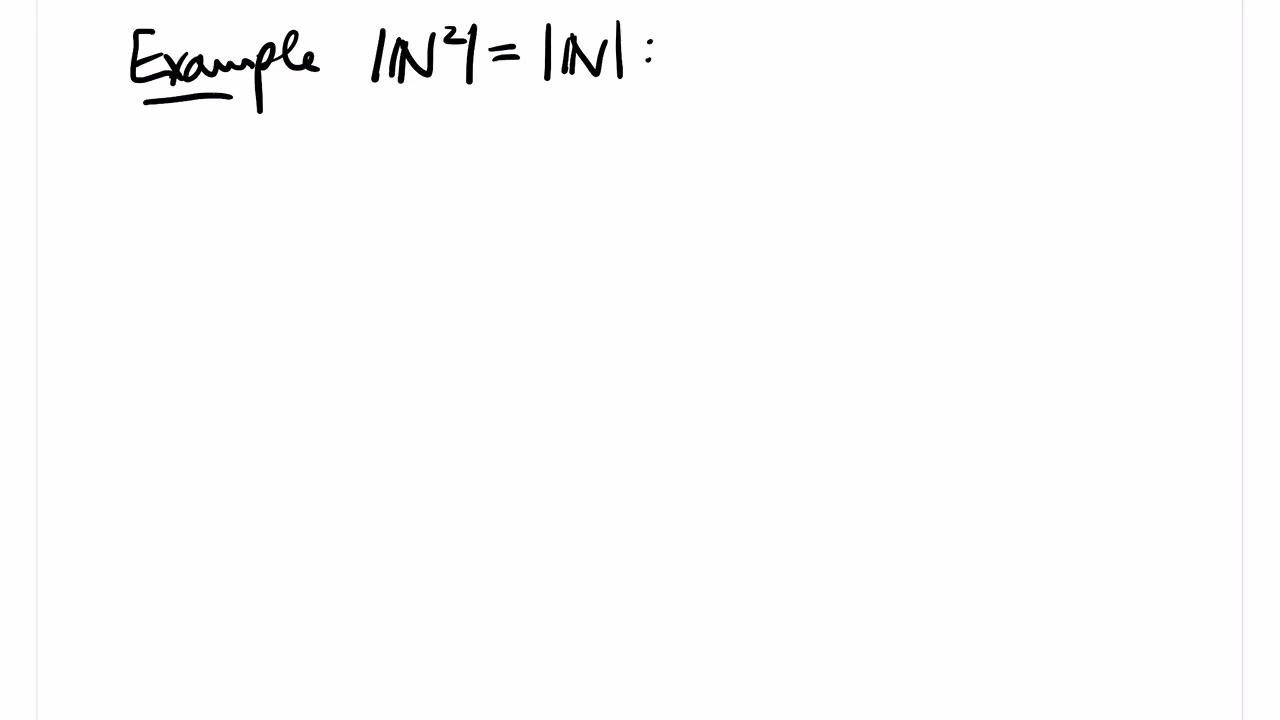 Example |ℕ²| = |ℕ| :